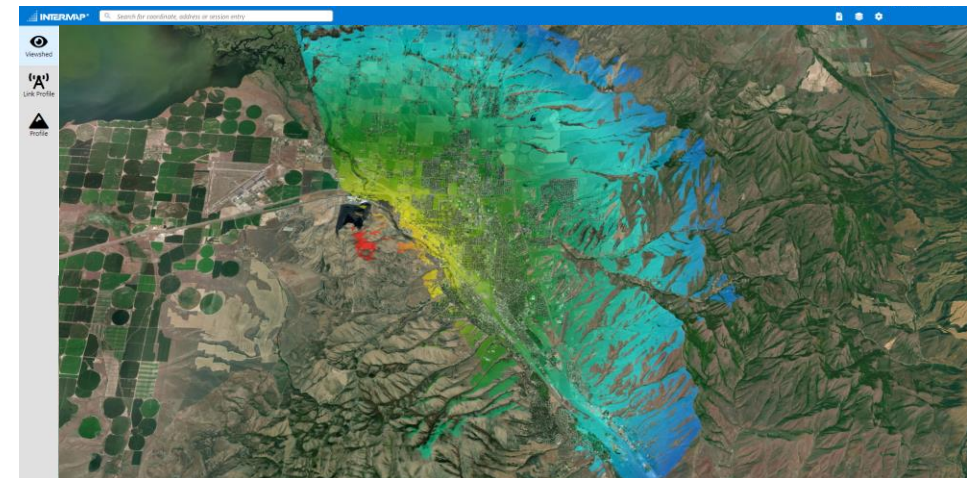 INTERMAP®
Search for coordinate, address or session entry
Viewshed
Link Profile
Profile